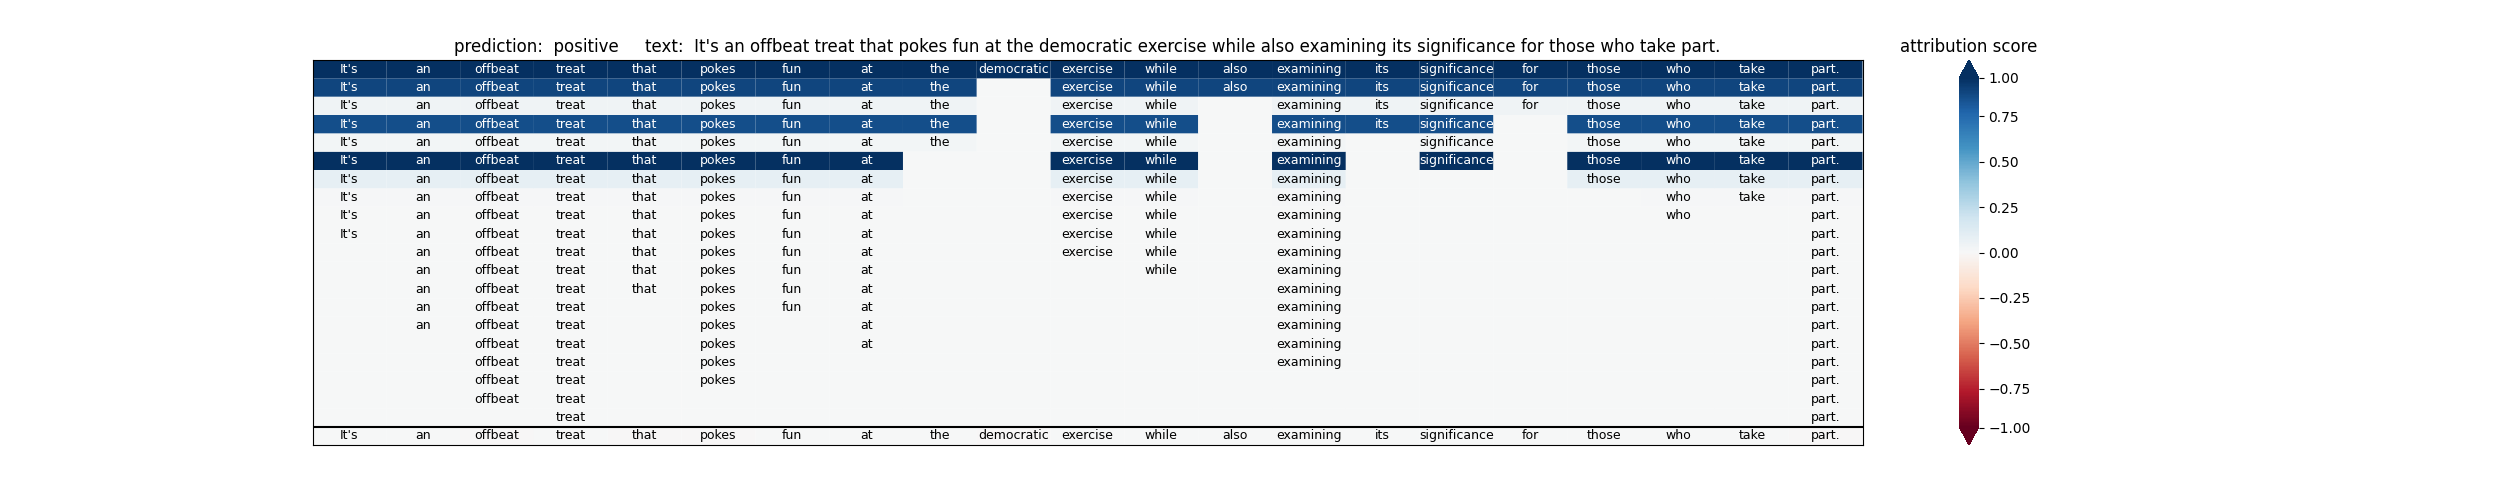 prediction:  positive     text:  It's an offbeat treat that pokes fun at the democratic exercise while also examining its significance for those who take part.
attribution score
It's an offbeat treat that pokes fun at the democratic exercise while also examining its significance for those who take part.
It's an offbeat treat that pokes fun at the exercise while also examining its significance for those who take part.
It's an offbeat treat that pokes fun at the exercise while examining its significance for those who take part.
It's an offbeat treat that pokes fun at the exercise while examining its significance those who take part.
It's an offbeat treat that pokes fun at the exercise while examining significance those who take part.
It's an offbeat treat that pokes fun at exercise while examining significance those who take part.
It's an offbeat treat that pokes fun at exercise while examining those who take part.
It's an offbeat treat that pokes fun at exercise while examining who take part.
It's an offbeat treat that pokes fun at exercise while examining who part.
It's an offbeat treat that pokes fun at exercise while examining part.
an offbeat treat that pokes fun at exercise while examining part.
an offbeat treat that pokes fun at while examining part.
an offbeat treat that pokes fun at examining part.
an offbeat treat pokes fun at examining part.
an offbeat treat pokes at examining part.
offbeat treat pokes at examining part.
offbeat treat pokes examining part.
offbeat treat pokes part.
offbeat treat part.
treat part.
It's an offbeat treat that pokes fun at the democratic exercise while also examining its significance for those who take part.
1.00
0.75
0.50
0.25
0.00
−0.25
−0.50
−0.75
−1.00